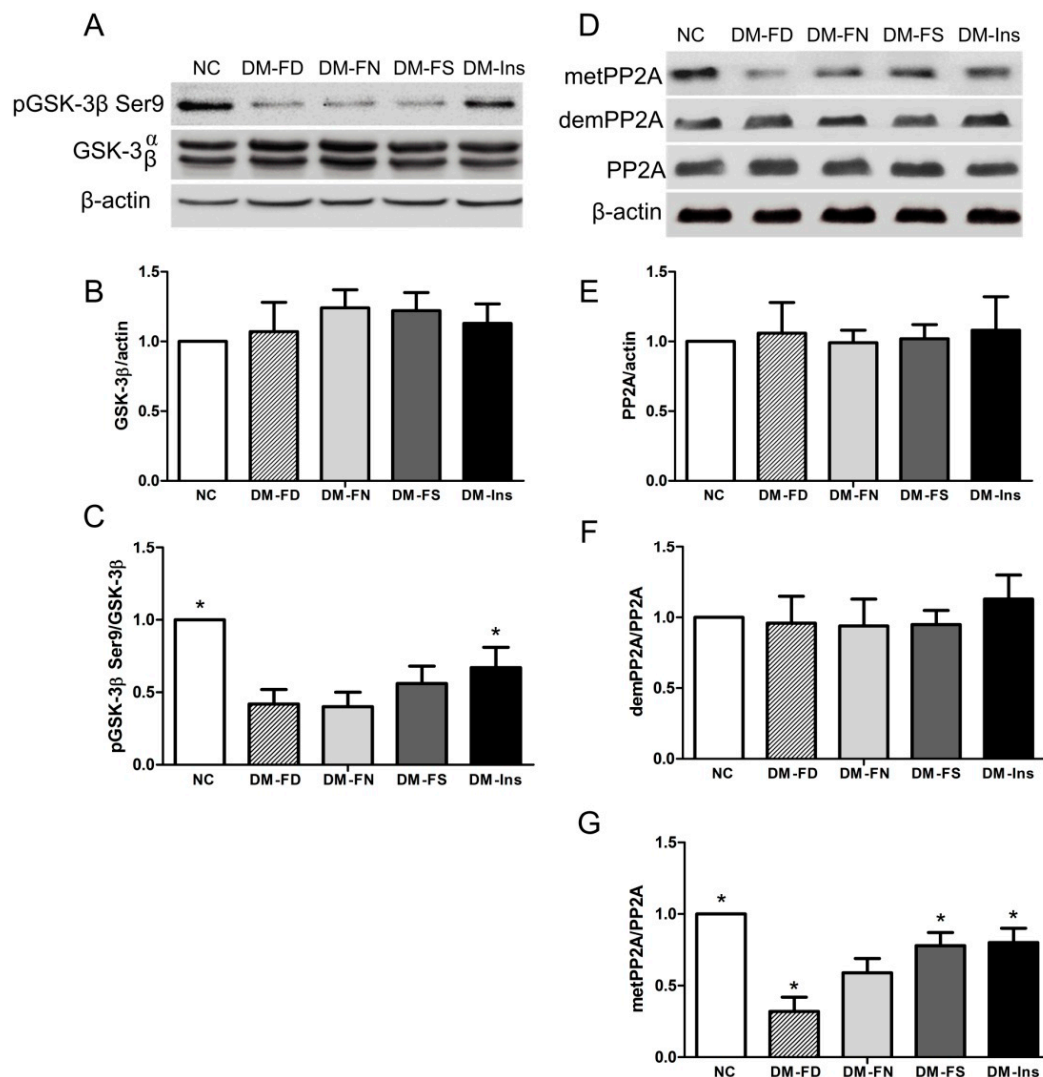 A
NC DM-FD DM-FN DM-FS DM-Ins
pGSK-3β Ser9
GSK-3 α
β
β-actin
B
1.5
1.0
0.5
0.0
GSK-3β/actin
NC DM-FD DM-FN DM-FS DM-Ins
C
1.5
1.0
0.5
0.0
pGSK-3β Ser9/GSK-3β
* *
NC DM-FD DM-FN DM-FS DM-Ins
D
NC DM-FD DM-FN DM-FS DM-Ins
metPP2A
demPP2A
PP2A
β-actin
E
1.5
1.0
0.5
0.0
PP2A/actin
NC DM-FD DM-FN DM-FS DM-Ins
F
1.5
1.0
0.5
0.0
demPP2A/PP2A
NC DM-FD DM-FN DM-FS DM-Ins
G
1.5
1.0
0.5
0.0
metPP2A/PP2A
* * * *
NC DM-FD DM-FN DM-FS DM-Ins